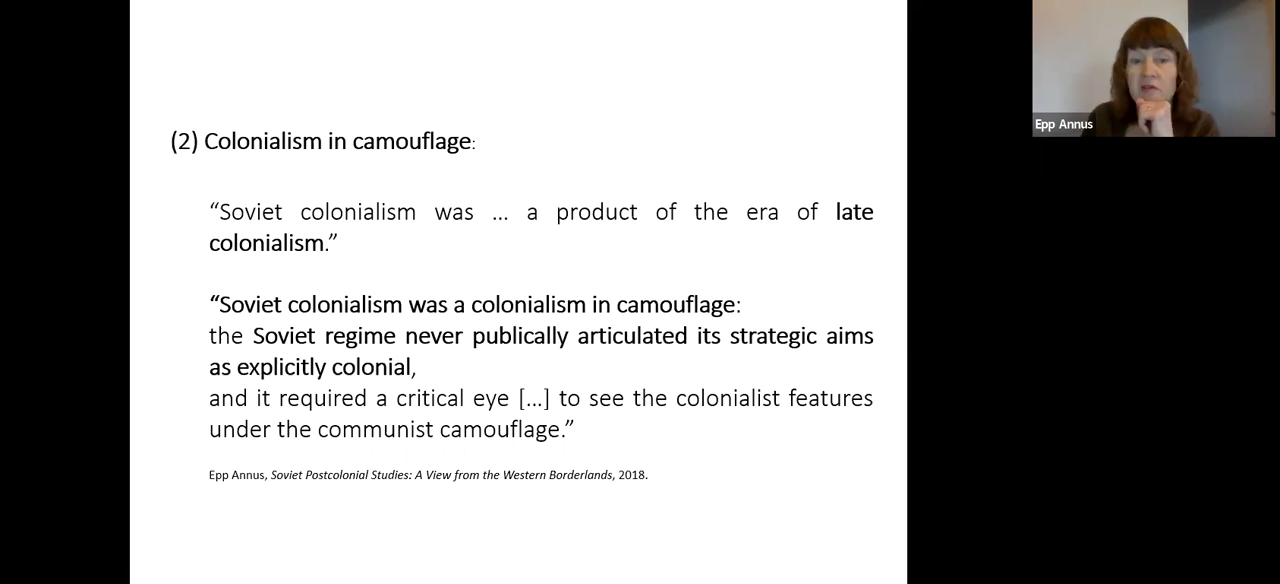 (2) Colonialism in camouflage:
“Soviet colonialism was ... a product of the era of late
colonialism.”
“Soviet colonialism was a colonialism in camouflage:
the Soviet regime never publically articulated its strategic aims
as explicitly colonial,
and it required a critical eye [...] to see the colonialist features
under the communist camouflage.”
Epp Annus, Soviet Postcolonial Studies: A View from the Western Borderlands, 2018.
Epp Annus